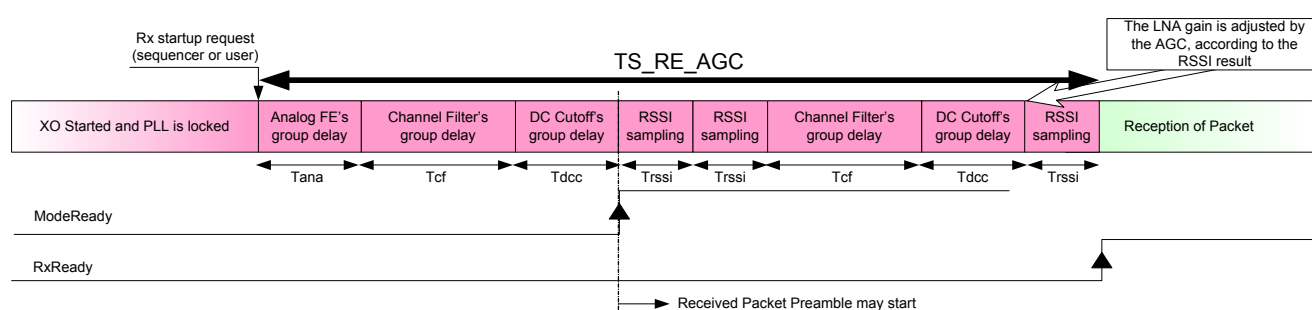 Rx startup request
(sequencer or user)
The LNA gain is adjusted by
the AGC, according to the
RSSI result
TS_RE_AGC
XO Started and PLL is locked
Analog FE's
group delay
Channel Filter's
group delay
DC Cutoff's
group delay
RSSI
sampling
RSSI
sampling
Channel Filter's
group delay
DC Cutoff's
group delay
RSSI
sampling
Reception of Packet
Tana
Tcf
Tdcc
Trssi
Trssi
Tcf
Tdcc
Trssi
ModeReady
RxReady
Received Packet Preamble may start